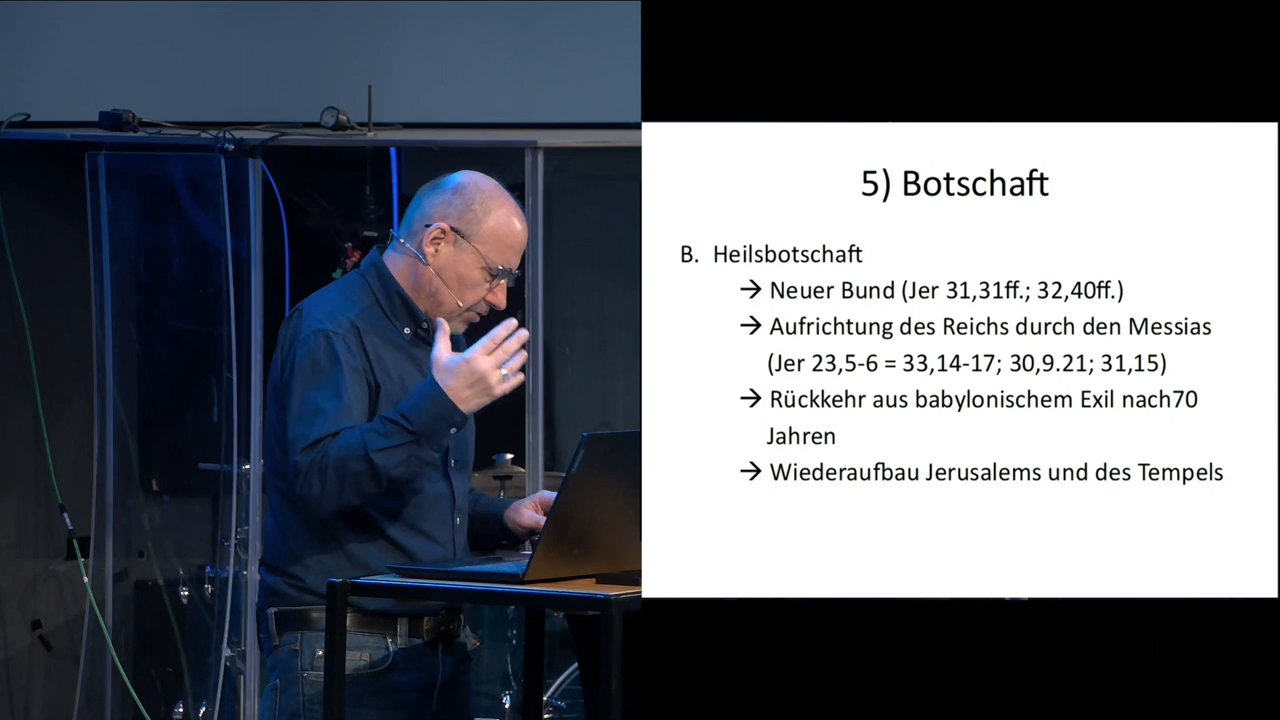 5) Botschaft
B. Heilsbotschaft
→ Neuer Bund (Jer 31,31ff.; 32,40ff.)
→ Aufrichtung des Reichs durch den Messias
(Jer 23,5-6 = 33,14-17; 30,9.21; 31,15)
→ Rückkehr aus babylonischem Exil nach70
Jahren
→ Wiederaufbau Jerusalems und des Tempels